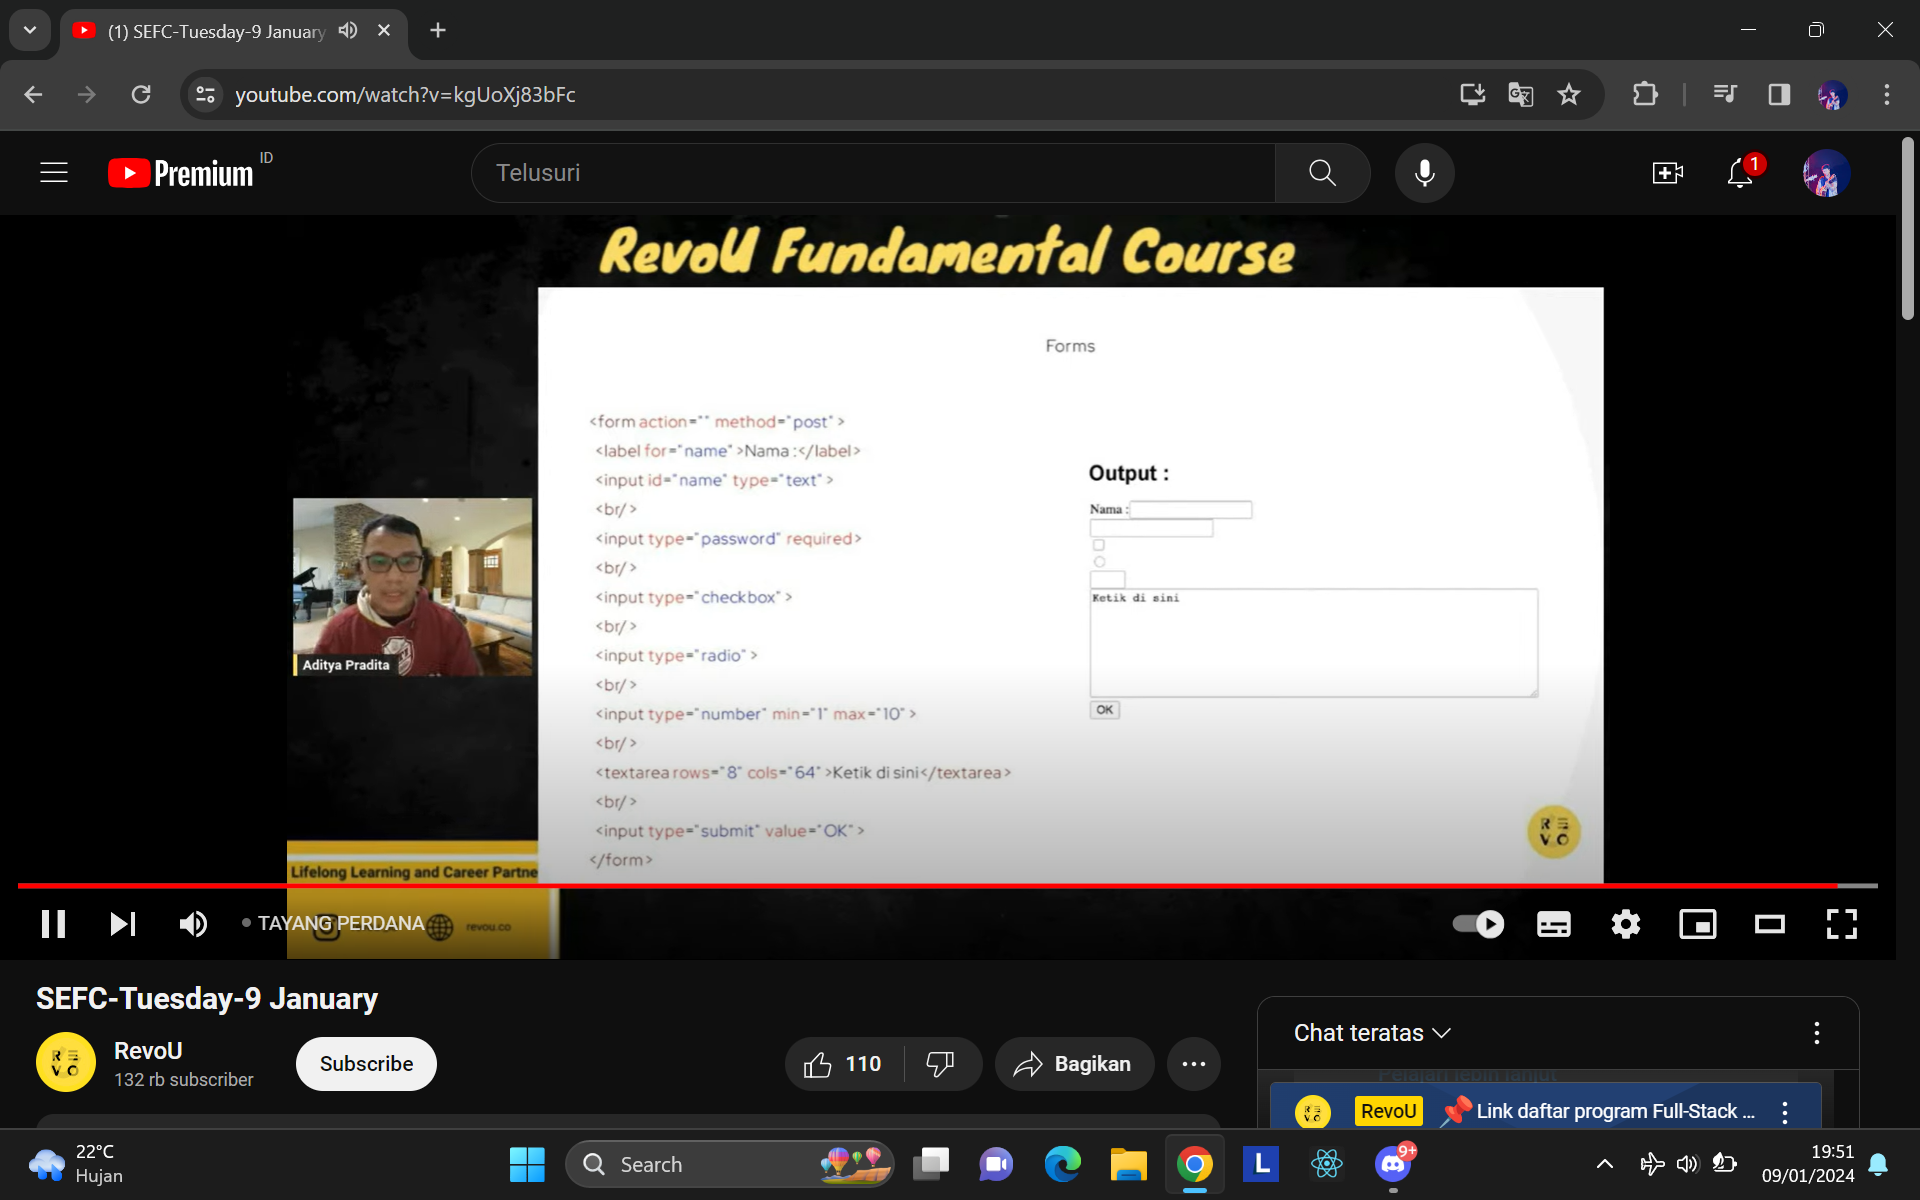 (1) SEFC-Tuesday-9 January
youtube.com/watch?v=kgUoXj83bFc
Premium ID
Telusuri
1
RevoU Fundamental Course
Forms
<form action="" method="post">
<label for="name">Nama :</label>
<input id="name" type="text">
<br/>
<input type="password" required>
<br/>
<input type="checkbox">
<br/>
<input type="radio">
<br/>
<input type="number" min="1" max="10">
<br/>
<textarea rows="8" cols="64">Ketik di sini</textarea>
<br/>
<input type="submit" value="OK">
</form>
Output :
Nama :
Ketik di sini
OK
Aditya Pradita
REVO
Lifelong Learning and Career Partne
TAYANG PERDANA
revou.co
SEFC-Tuesday-9 January
REVO
RevoU
132 rb subscriber
Subscribe
110
Bagikan
Chat teratas
Pelajari lebih lanjut
RevoU
Link daftar program Full-Stack ...
22°C
Hujan
Search
L
9+
19:51
09/01/2024